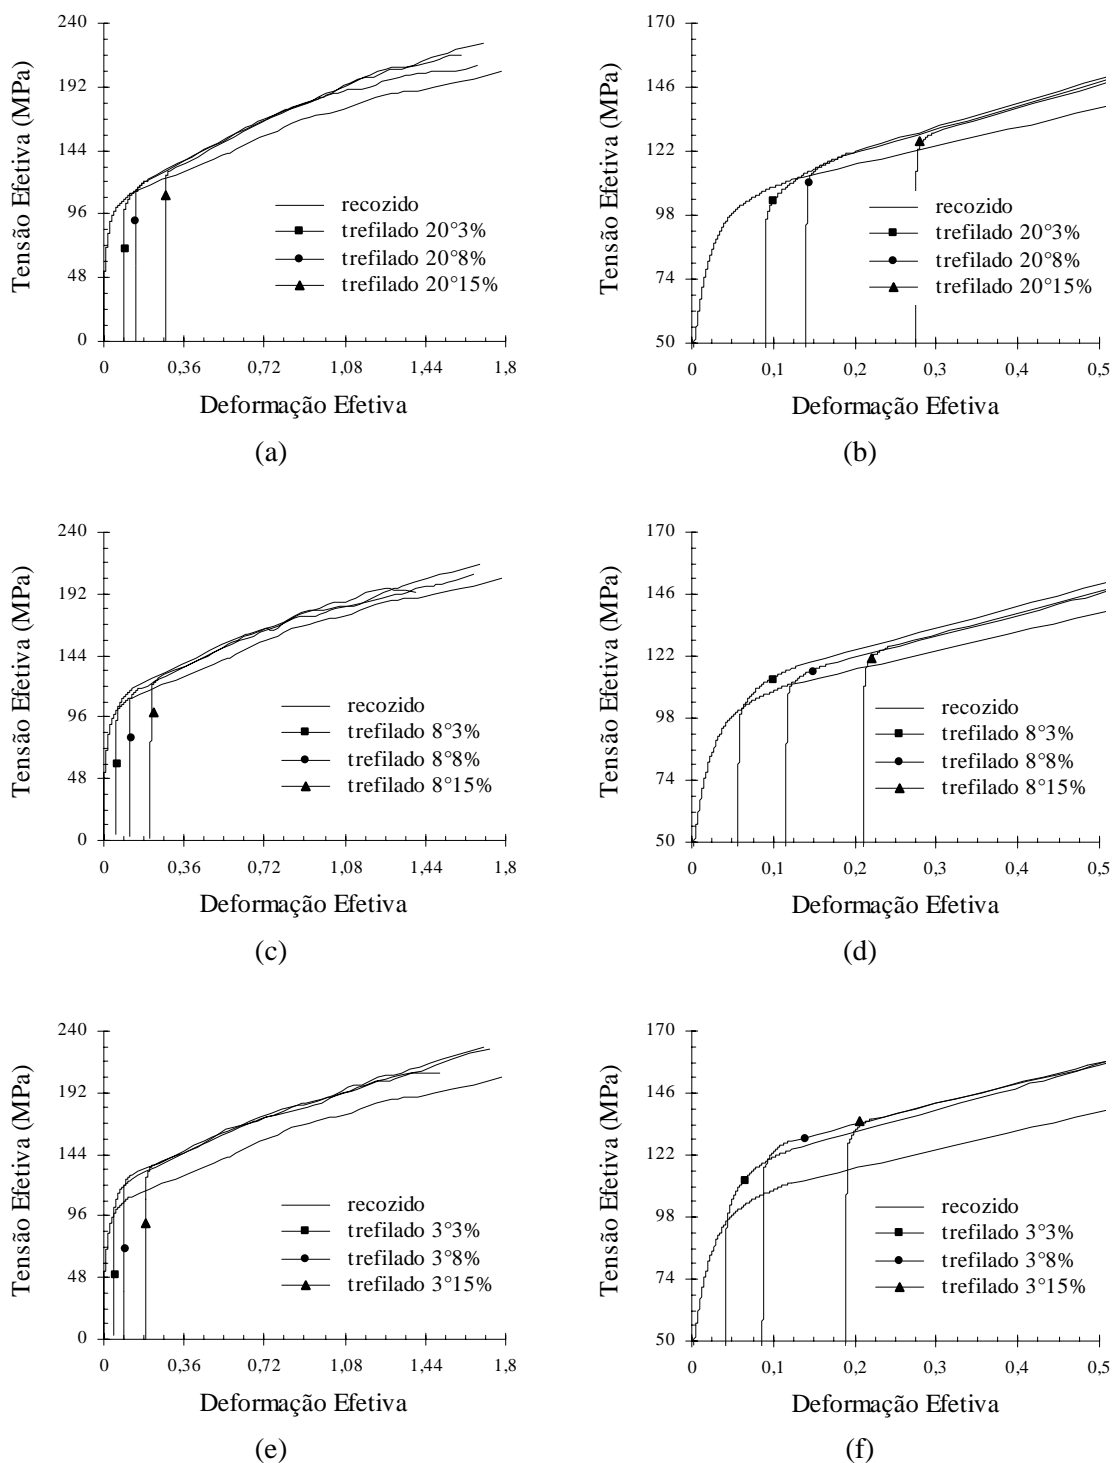 Tensão Efetiva (MPa)
240
192
144
96
48
0
0 0,36 0,72 1,08 1,44 1,8
Deformação Efetiva
recozido
trefilado 20°3%
trefilado 20°8%
trefilado 20°15%
(a)
Tensão Efetiva (MPa)
170
146
122
98
74
50
0 0,1 0,2 0,3 0,4 0,5
Deformação Efetiva
recozido
trefilado 20°3%
trefilado 20°8%
trefilado 20°15%
(b)
Tensão Efetiva (MPa)
240
192
144
96
48
0
0 0,36 0,72 1,08 1,44 1,8
Deformação Efetiva
recozido
trefilado 8°3%
trefilado 8°8%
trefilado 8°15%
(c)
Tensão Efetiva (MPa)
170
146
122
98
74
50
0 0,1 0,2 0,3 0,4 0,5
Deformação Efetiva
recozido
trefilado 8°3%
trefilado 8°8%
trefilado 8°15%
(d)
Tensão Efetiva (MPa)
240
192
144
96
48
0
0 0,36 0,72 1,08 1,44 1,8
Deformação Efetiva
recozido
trefilado 3°3%
trefilado 3°8%
trefilado 3°15%
(e)
Tensão Efetiva (MPa)
170
146
122
98
74
50
0 0,1 0,2 0,3 0,4 0,5
Deformação Efetiva
recozido
trefilado 3°3%
trefilado 3°8%
trefilado 3°15%
(f)